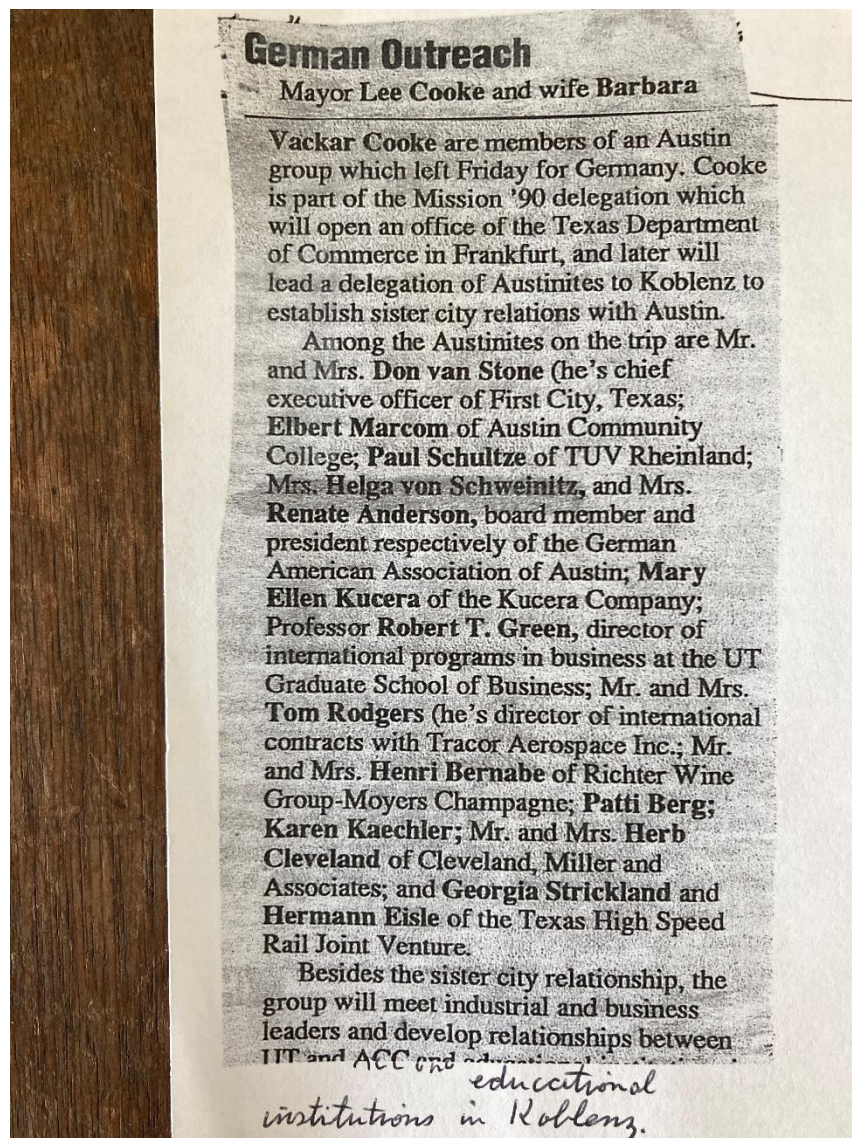 German Outreach
Mayor Lee Cooke and wife Barbara
Vackar Cooke are members of an Austin
group which left Friday for Germany. Cooke
is part of the Mission '90 delegation which
will open an office of the Texas Department
of Commerce in Frankfurt, and later will
lead a delegation of Austinites to Koblenz to
establish sister city relations with Austin.
Among the Austinites on the trip are Mr.
and Mrs. Don van Stone (he's chief
executive officer of First City, Texas;
Elbert Marcom of Austin Community
College; Paul Schultze of TUV Rheinland;
Mrs. Helga von Schweinitz, and Mrs.
Renate Anderson, board member and
president respectively of the German
American Association of Austin; Mary
Ellen Kucera of the Kucera Company;
Professor Robert T. Green, director of
international programs in business at the UT
Graduate School of Business; Mr. and Mrs.
Tom Rodgers (he's director of international
contracts with Tracor Aerospace Inc.; Mr.
and Mrs. Henri Bernabe of Richter Wine
Group-Moyers Champagne; Patti Berg;
Karen Kaechler; Mr. and Mrs. Herb
Cleveland of Cleveland, Miller and
Associates; and Georgia Strickland and
Hermann Eisle of the Texas High Speed
Rail Joint Venture.
Besides the sister city relationship, the
group will meet industrial and business
leaders and develop relationships between
UT and ACC and
educational
institutions in Koblenz.